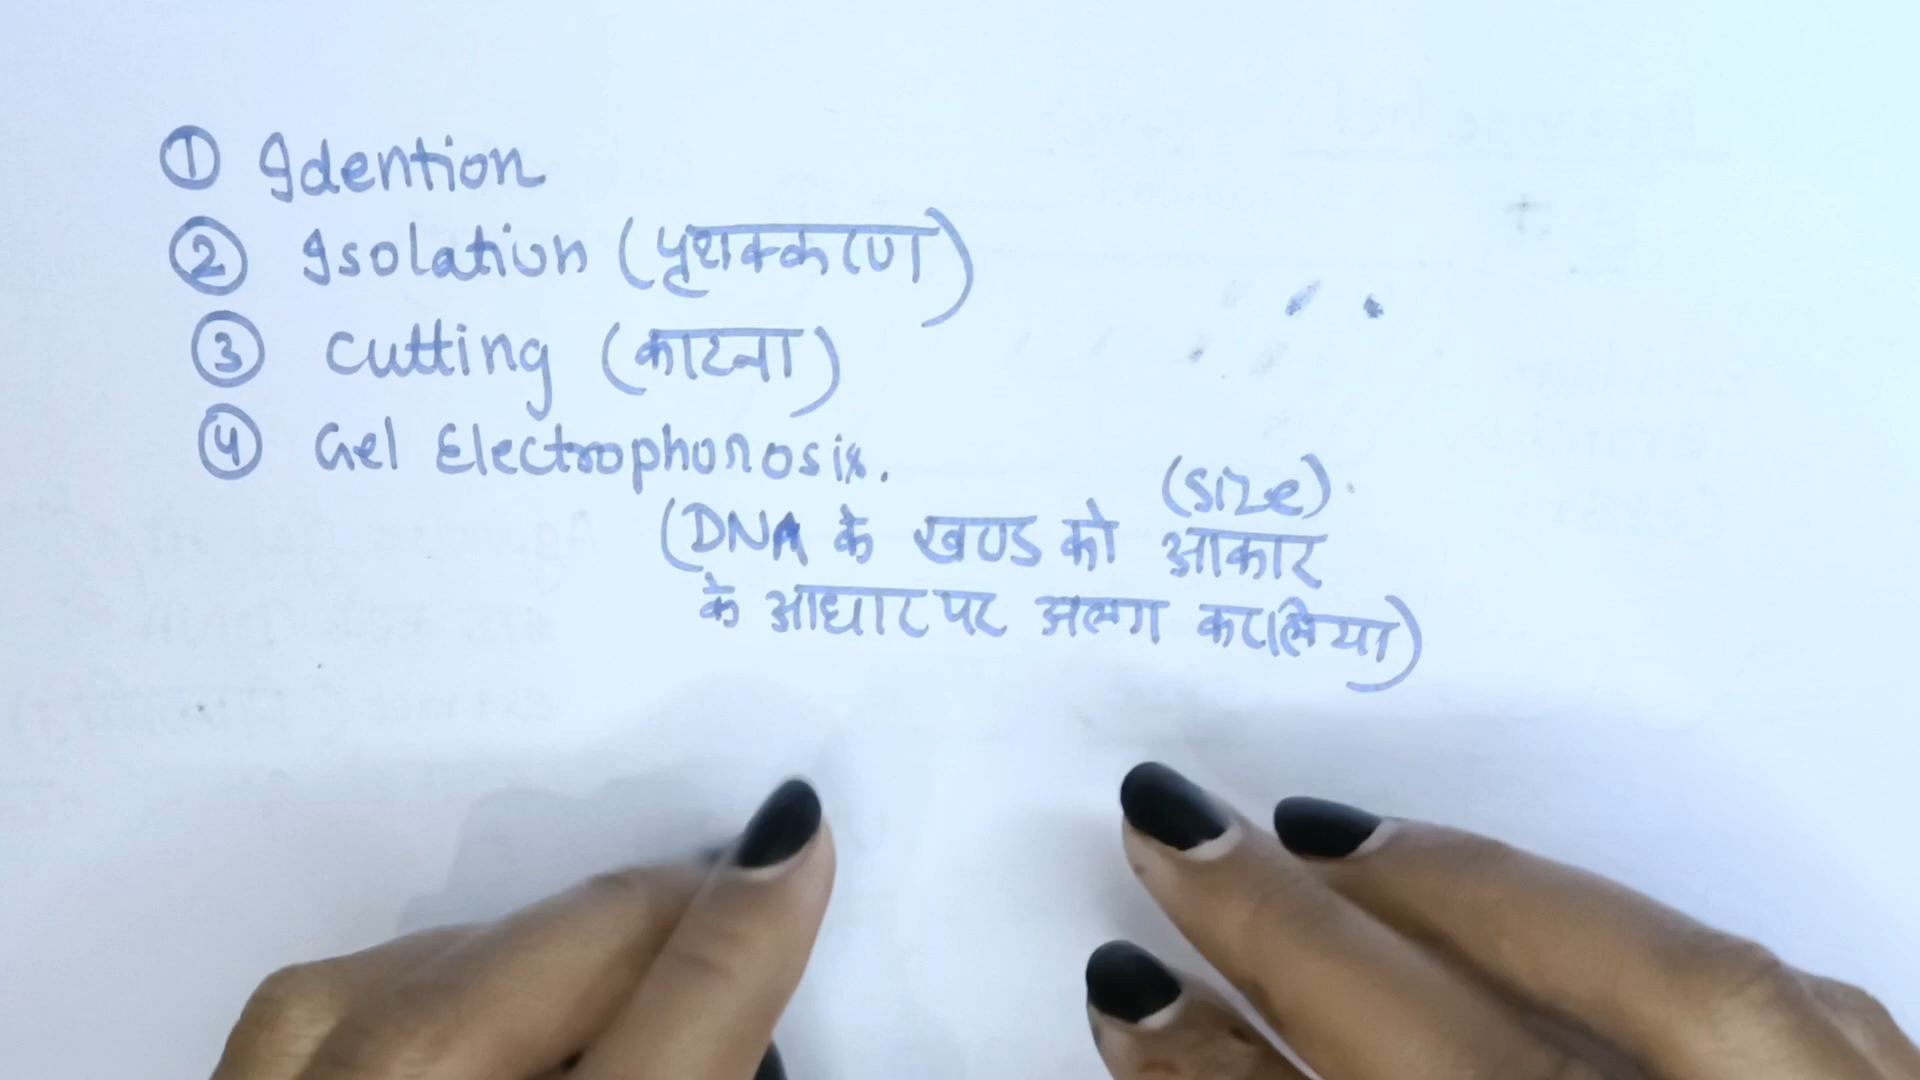 ① Idention
② Isolation (पृथक्करण)
③ cutting (काटना)
④ Gel Electrophonosis.
(size)
(DNA के खण्ड को आकार
के आधार पर अलग कर लिया)